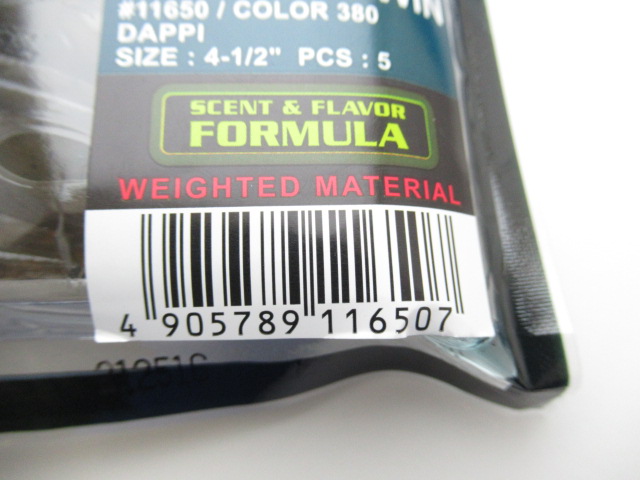 #11650 / COLOR 380
DAPPI
SIZE : 4-1/2" PCS : 5
SCENT & FLAVOR
FORMULA
WEIGHTED MATERIAL
4 905789 116507